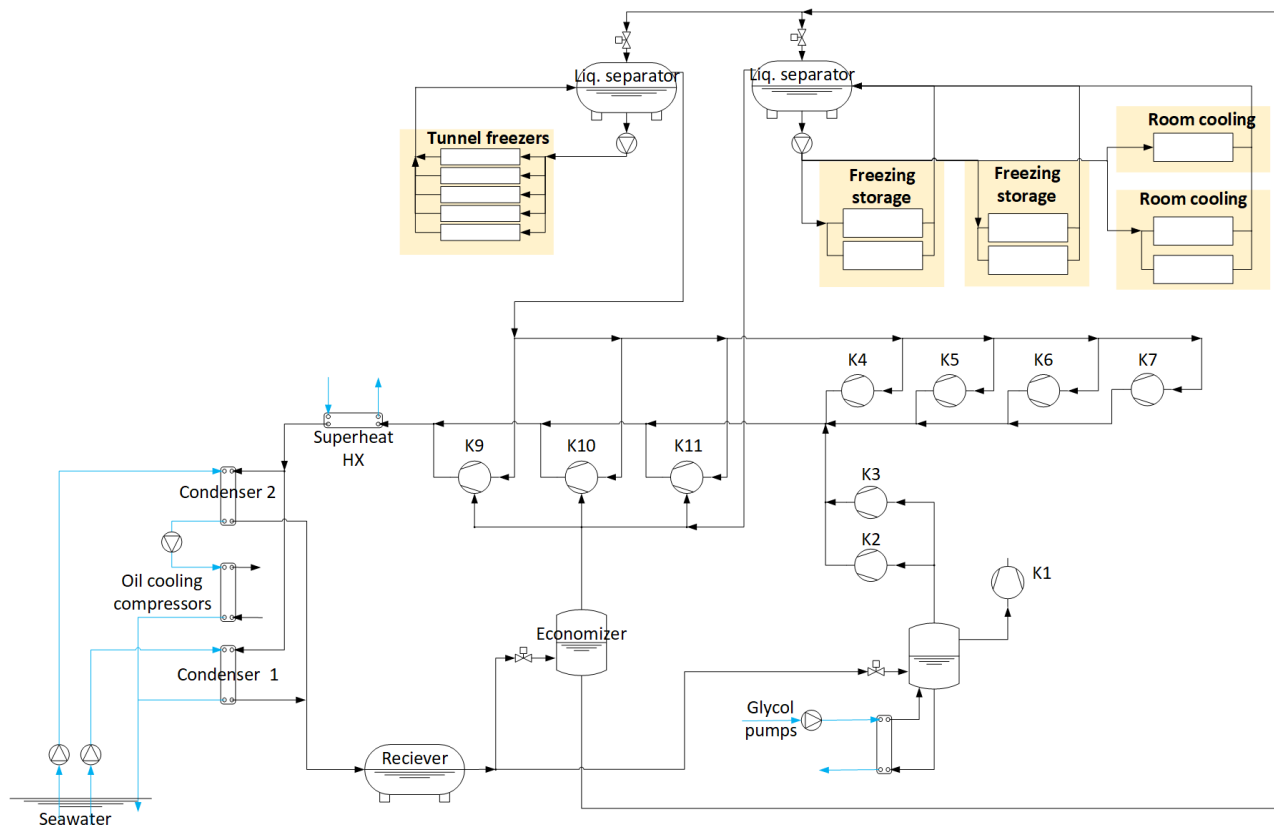 Liq. separator
Liq. separator
Tunnel freezers
Room cooling
Freezing
storage
Freezing
storage
Room cooling
K4
K5
K6
K7
Superheat
HX
K9
K10
K11
Condenser 2
K3
K2
K1
Oil cooling
compressors
Economizer
Condenser 1
Glycol
pumps
Reciever
Seawater